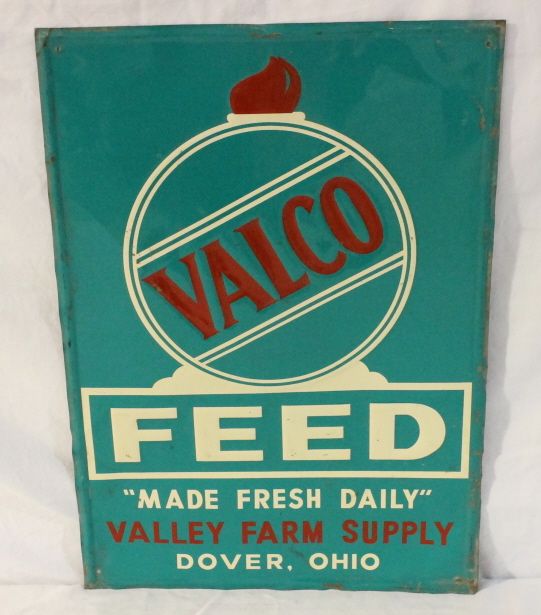 VALCO
FEED
"MADE FRESH DAILY"
VALLEY FARM SUPPLY
DOVER, OHIO